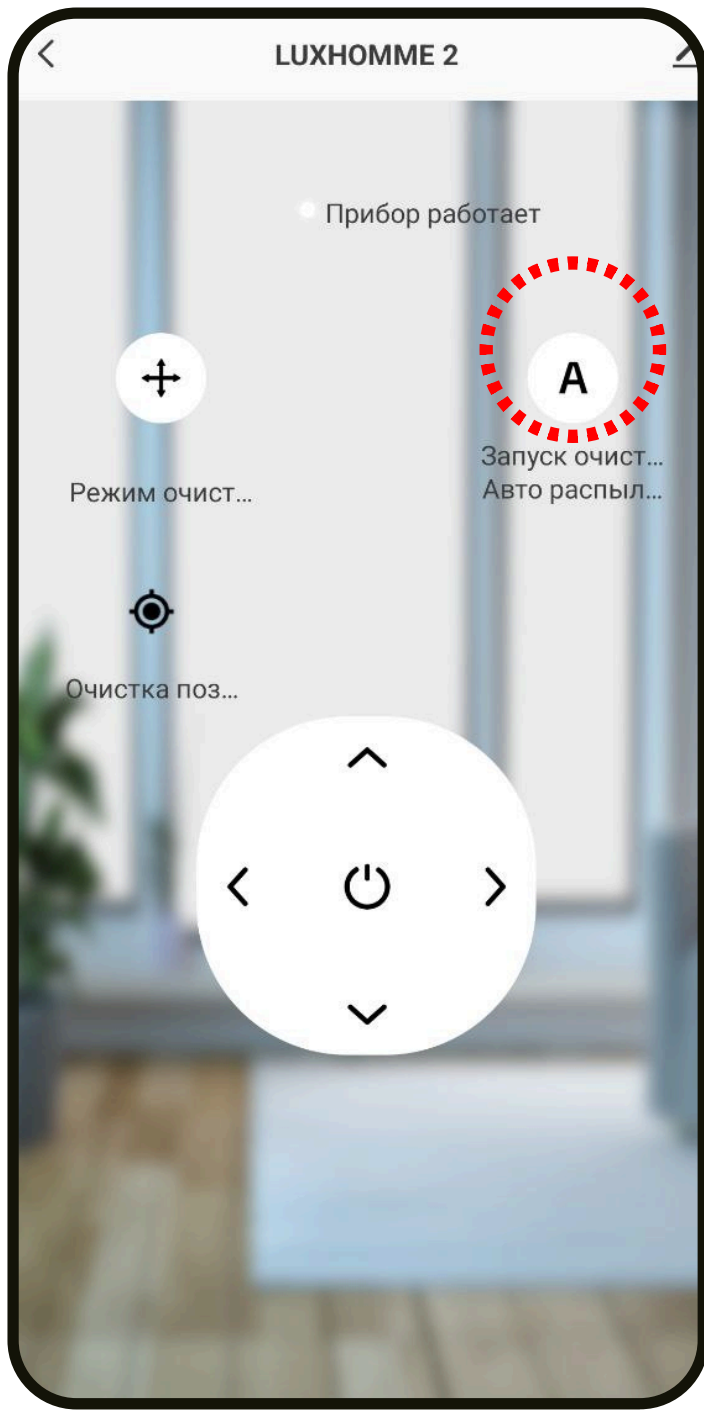 LUXHOMME 2
Прибор работает
A
Запуск очист...
Авто распыл...
Режим очист...
Очистка поз...